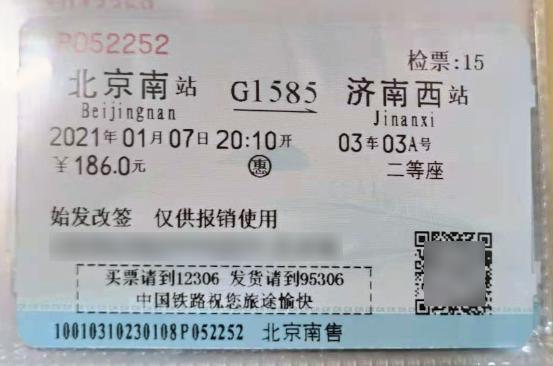 P052252
检票:15
北京南站 G1585 济南西站
Beijingnan Jinanxi
2021年01月07日20:10开 03车03A号
￥186.0元 惠 二等座
始发改签 仅供报销使用
买票请到12306 发货请到95306
中国铁路祝您旅途愉快
10010310230108P052252 北京南售